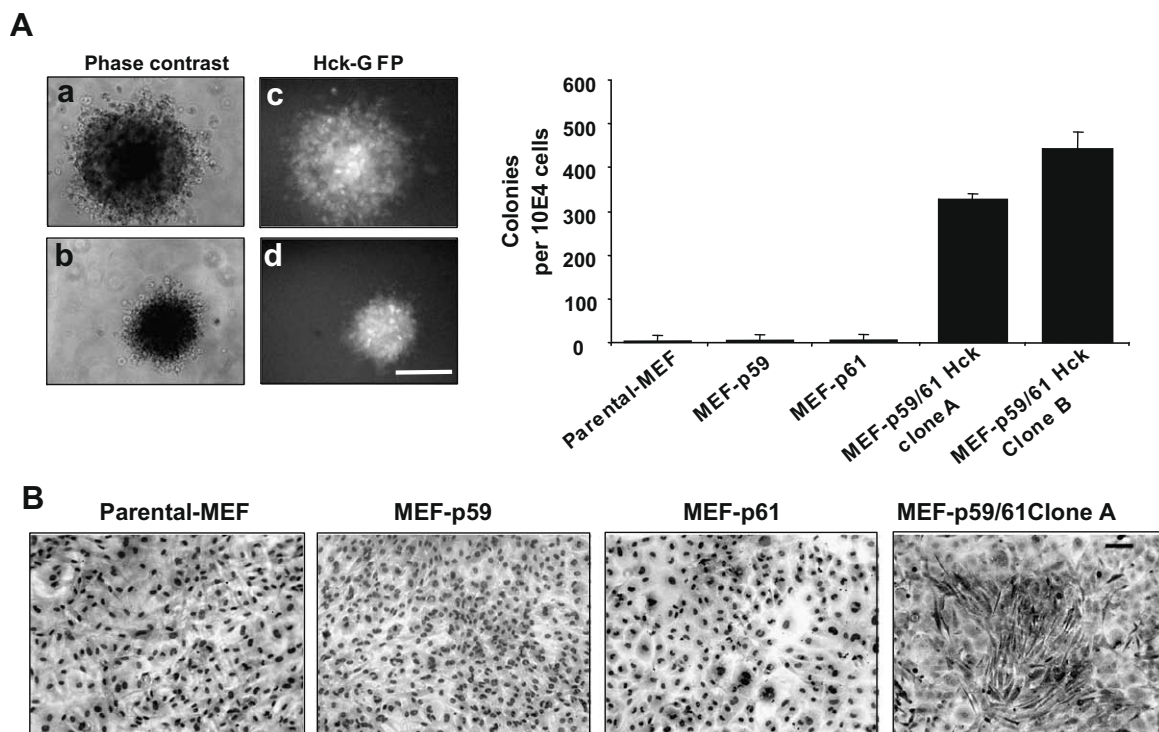 A
Phase contrast
Hck-G FP
a
c
b
d
Colonies
per 10E4 cells
600
500
400
300
200
100
0
Parental-MEF
MEF-p59
MEF-p61
MEF-p59/61 Hck
clone A
MEF-p59/61 Hck
Clone B
B
Parental-MEF
MEF-p59
MEF-p61
MEF-p59/61Clone A